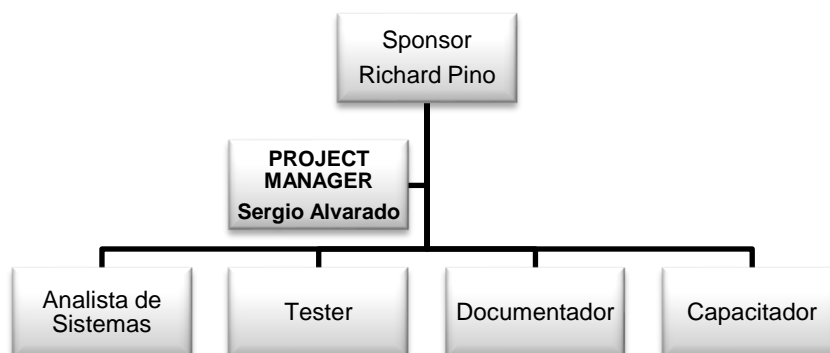 Sponsor
Richard Pino
PROJECT
MANAGER
Sergio Alvarado
Analista de
Sistemas
Tester
Documentador
Capacitador